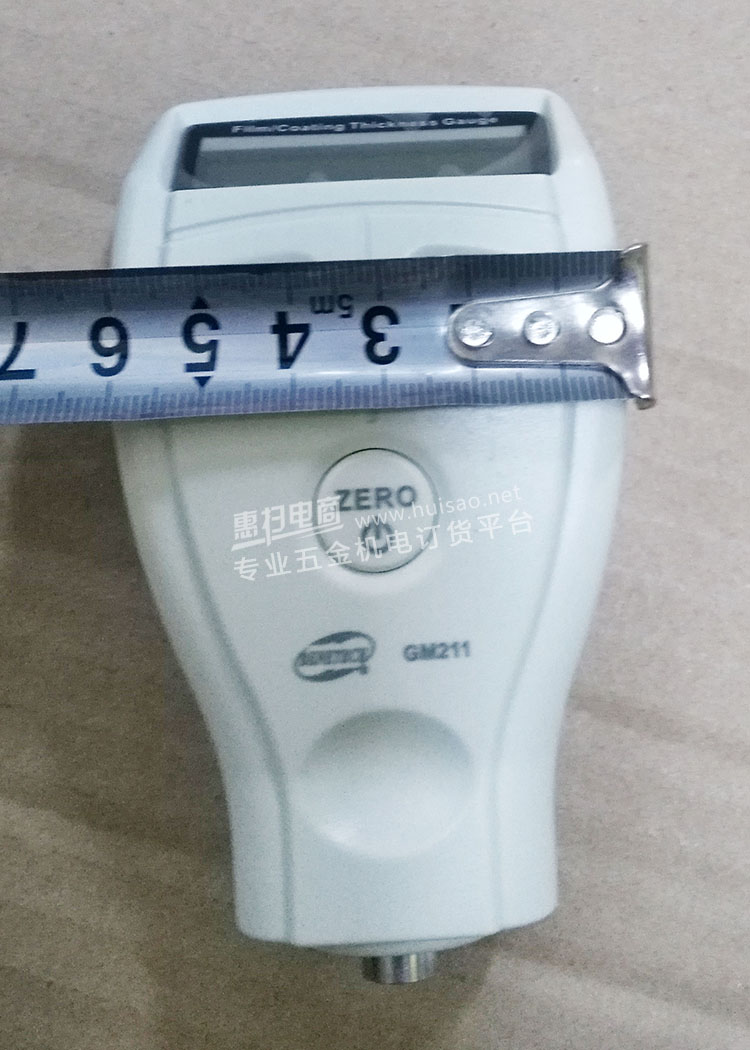 Film/Coating Thickness Gauge
7 6 5 4 5m 3
ZERO
惠扫电商 www.huisao.net
专业五金机电订货平台
BENETECH GM211